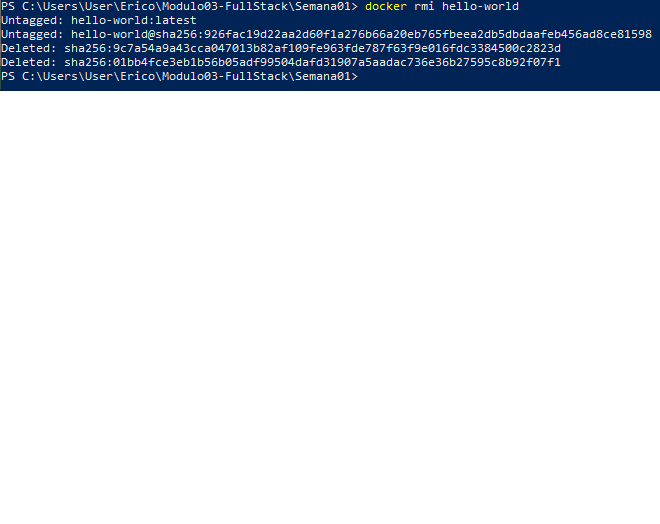 PS C:\Users\User\Erico\Modulo03-FullStack\Semana01> docker rmi hello-world
Untagged: hello-world:latest
Untagged: hello-world@sha256:926fac19d22aa2d60f1a276b66a20eb765fbeea2db5dbdaafeb456ad8ce81598
Deleted: sha256:9c7a54a9a43cca047013b82af109fe963fde787f63f9e016fdc3384500c2823d
Deleted: sha256:01bb4fce3eb1b56b05adf99504dafd31907a5aadac736e36b27595c8b92f07f1
PS C:\Users\User\Erico\Modulo03-FullStack\Semana01>